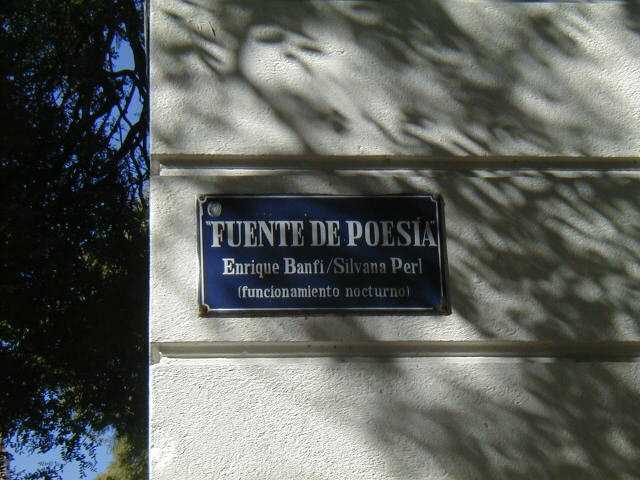 "FUENTE DE POESÍA"
Enrique Banfi/Silvana Perl
(funcionamiento nocturno)